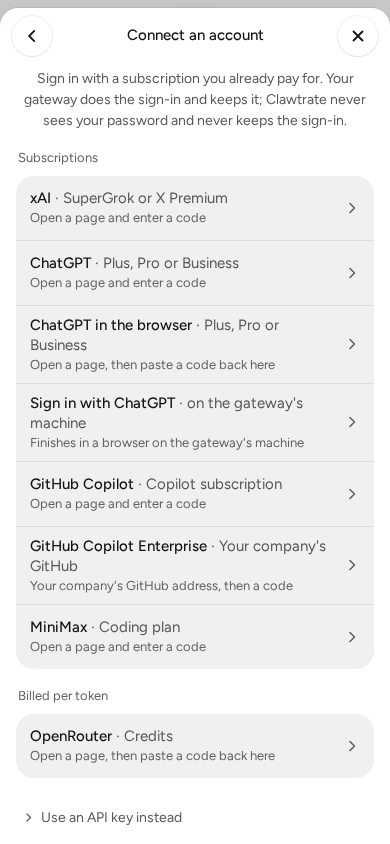 Connect an account
Sign in with a subscription you already pay for. Your
gateway does the sign-in and keeps it; Clawtrate never
sees your password and never keeps the sign-in.
Subscriptions
xAI · SuperGrok or X Premium
Open a page and enter a code
ChatGPT · Plus, Pro or Business
Open a page and enter a code
ChatGPT in the browser · Plus, Pro or
Business
Open a page, then paste a code back here
Sign in with ChatGPT · on the gateway's
machine
Finishes in a browser on the gateway's machine
GitHub Copilot · Copilot subscription
Open a page and enter a code
GitHub Copilot Enterprise · Your company's
GitHub
Your company's GitHub address, then a code
MiniMax · Coding plan
Open a page and enter a code
Billed per token
OpenRouter · Credits
Open a page, then paste a code back here
Use an API key instead